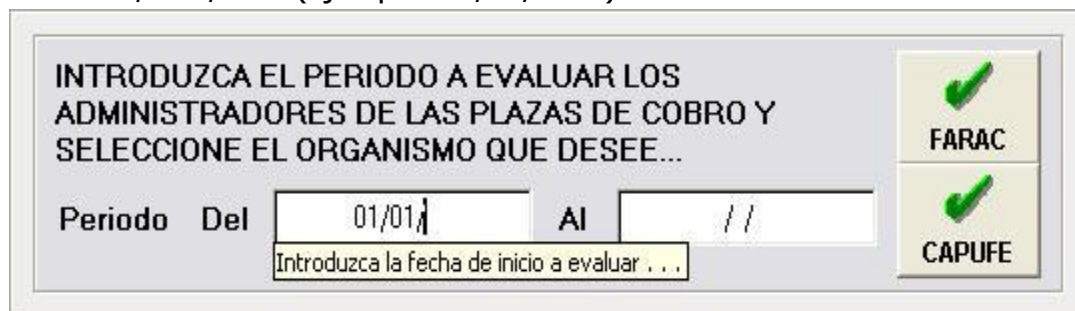 INTRODUZCA EL PERIODO A EVALUAR LOS
ADMINISTRADORES DE LAS PLAZAS DE COBRO Y
SELECCIONE EL ORGANISMO QUE DESEE...
FARAC
Periodo Del 01/01/ Al / /
Introduzca la fecha de inicio a evaluar . . .
CAPUFE